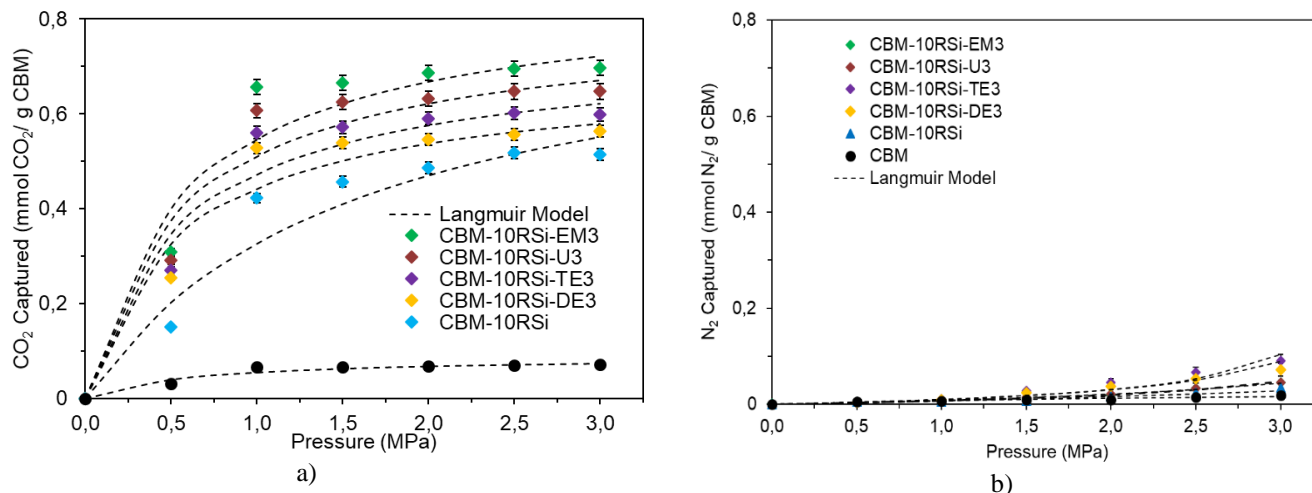 CO₂ Captured (mmol CO₂/ g CBM)
0,8
0,6
0,4
0,2
0
0,0 0,5 1,0 1,5 2,0 2,5 3,0
Pressure (MPa)
Langmuir Model
CBM-10RSi-EM3
CBM-10RSi-U3
CBM-10RSi-TE3
CBM-10RSi-DE3
CBM-10RSi
a)
N₂ Captured (mmol N₂/ g CBM)
0,8
0,6
0,4
0,2
0
0,0 0,5 1,0 1,5 2,0 2,5 3,0
Pressure (MPa)
CBM-10RSi-EM3
CBM-10RSi-U3
CBM-10RSi-TE3
CBM-10RSi-DE3
CBM-10RSi
CBM
Langmuir Model
b)